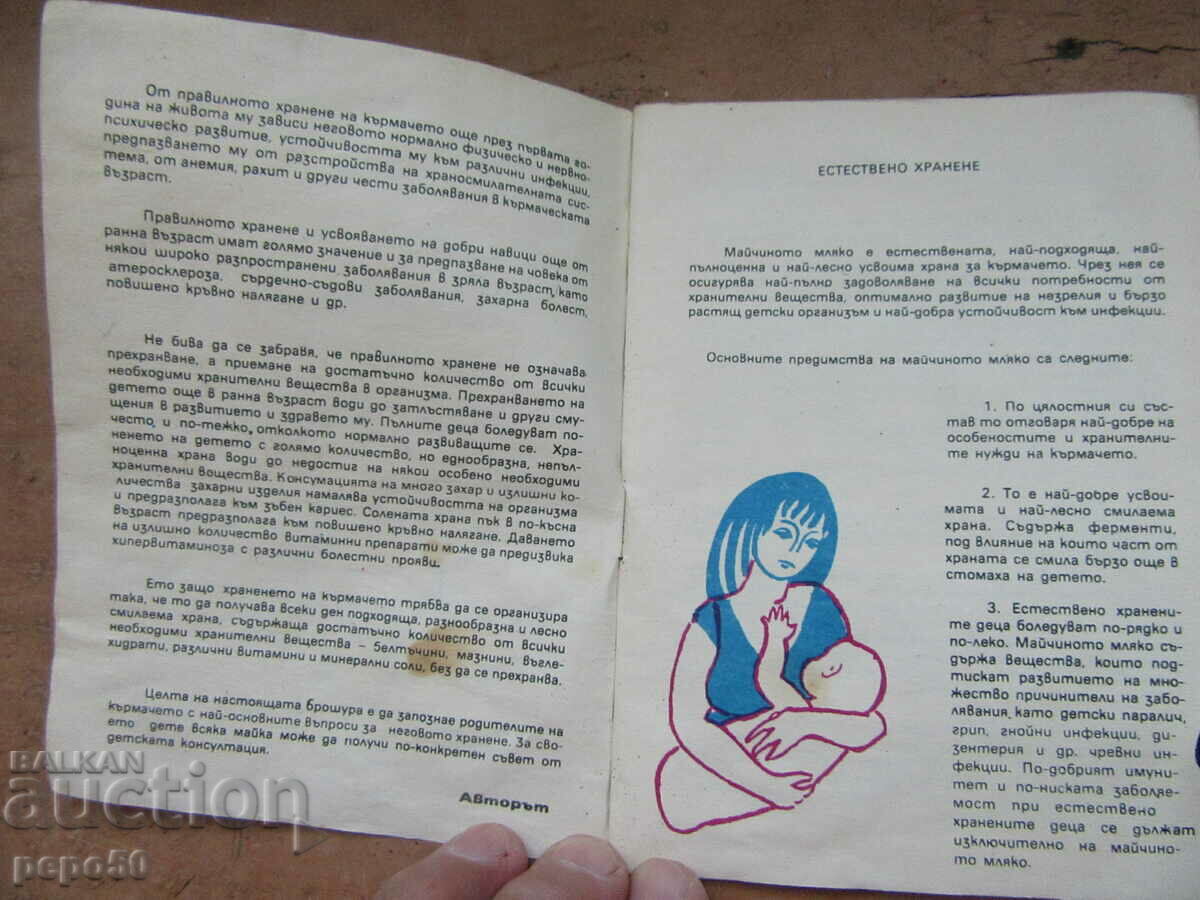 От правилното хранене на кърмачето още през първата го-
дина на живота му зависи неговото нормално физическо и нервно-
психическо развитие, устойчивостта му към различни инфекции,
предпазването му от разстройства на храносмилателната сис-
тема, от анемия, рахит и други чести заболявания в кърмаческата
възраст.
Правилното хранене и усвояването на добри навици още от
ранна възраст имат голямо значение и за предпазване на човека от
някои широко разпространени заболявания в зряла възраст, като
атеросклероза, сърдечно-съдови заболявания, захарна болест,
повишено кръвно налягане и др.
Не бива да се забравя, че правилното хранене не означава
прехранване, а приемане на достатъчно количество от всички
необходими хранителни вещества в организма. Прехранването на
детето още в ранна възраст води до затлъстяване и други сму-
щения в развитието и здравето му. Пълните деца боледуват по-
често, и по-тежко, отколкото нормално развиващите се. Хра-
ненето на детето с голямо количество, но еднообразна, непъл-
ноценна храна води до недостиг на някои особено необходими
хранителни вещества. Консумацията на много захар и излишни ко-
личества захарни изделия намалява устойчивостта на организма
и предразполага към зъбен кариес. Солената храна пък в по-късна
възраст предразполага към повишено кръвно налягане. Даването
на излишно количество витаминни препарати може да предизвика
хипервитаминоза с различни болестни прояви.
Ето защо храненето на кърмачето трябва да се организира
така, че то да получава всеки ден подходяща, разнообразна и лесно
смилаема храна, съдържаща достатъчно количество от всички
необходими хранителни вещества – белтъчини, мазнини, въгле-
хидрати, различни витамини и минерални соли, без да се прехранва.
Целта на настоящата брошура е да запознае родителите на
кърмачето с най-основните въпроси за неговото хранене. За сво-
ето дете всяка майка може да получи по-конкретен съвет от
детската консултация.
Авторът
ЕСТЕСТВЕНО ХРАНЕНЕ
Майчиното мляко е естествената, най-подходяща, най-
пълноценна и най-лесно усвоима храна за кърмачето. Чрез нея се
осигурява най-пълно задоволяване на всички потребности от
хранителни вещества, оптимално развитие на незрелия и бързо
растящ детски организъм и най-добра устойчивост към инфекции.
Основните предимства на майчиното мляко са следните:
1. По цялостния си със-
тав то отговаря най-добре на
особеностите и хранителни-
те нужди на кърмачето.
2. То е най-добре усвои-
мата и най-лесно смилаема
храна. Съдържа ферменти,
под влияние на които част от
храната се смила бързо още в
стомаха на детето.
3. Естествено хранени-
те деца боледуват по-рядко и
по-леко. Майчиното мляко съ-
държа вещества, които под-
тискат развитието на мно-
жество причинители на забо-
лявания, като детски паралич,
грип, гнойни инфекции, ди-
зентерия и др. чревни ин-
фекции. По-добрият имуни-
тет и по-ниската заболяе-
мост при естествено
хранените деца се дължат
изключително на майчино-
то мляко.
BALKAN
auction
pepo50